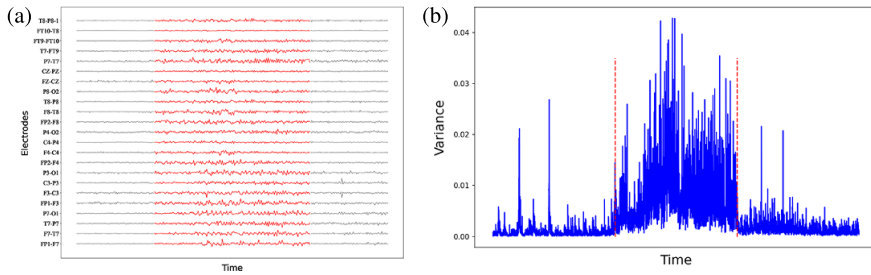 (a)
T8-P8-1
FT10-T8
FT9-FT10
T7-FT9
P7-T7
CZ-PZ
FZ-CZ
P8-O2
T8-P8
F8-T8
FP2-F8
P4-O2
C4-P4
F4-C4
FP2-F4
P3-O1
C3-P3
F3-C3
FP1-F3
P7-O1
T7-P7
F7-T7
FP1-F7
Electrodes
Time
(b)
0.04
0.03
0.02
0.01
0.00
Variance
Time